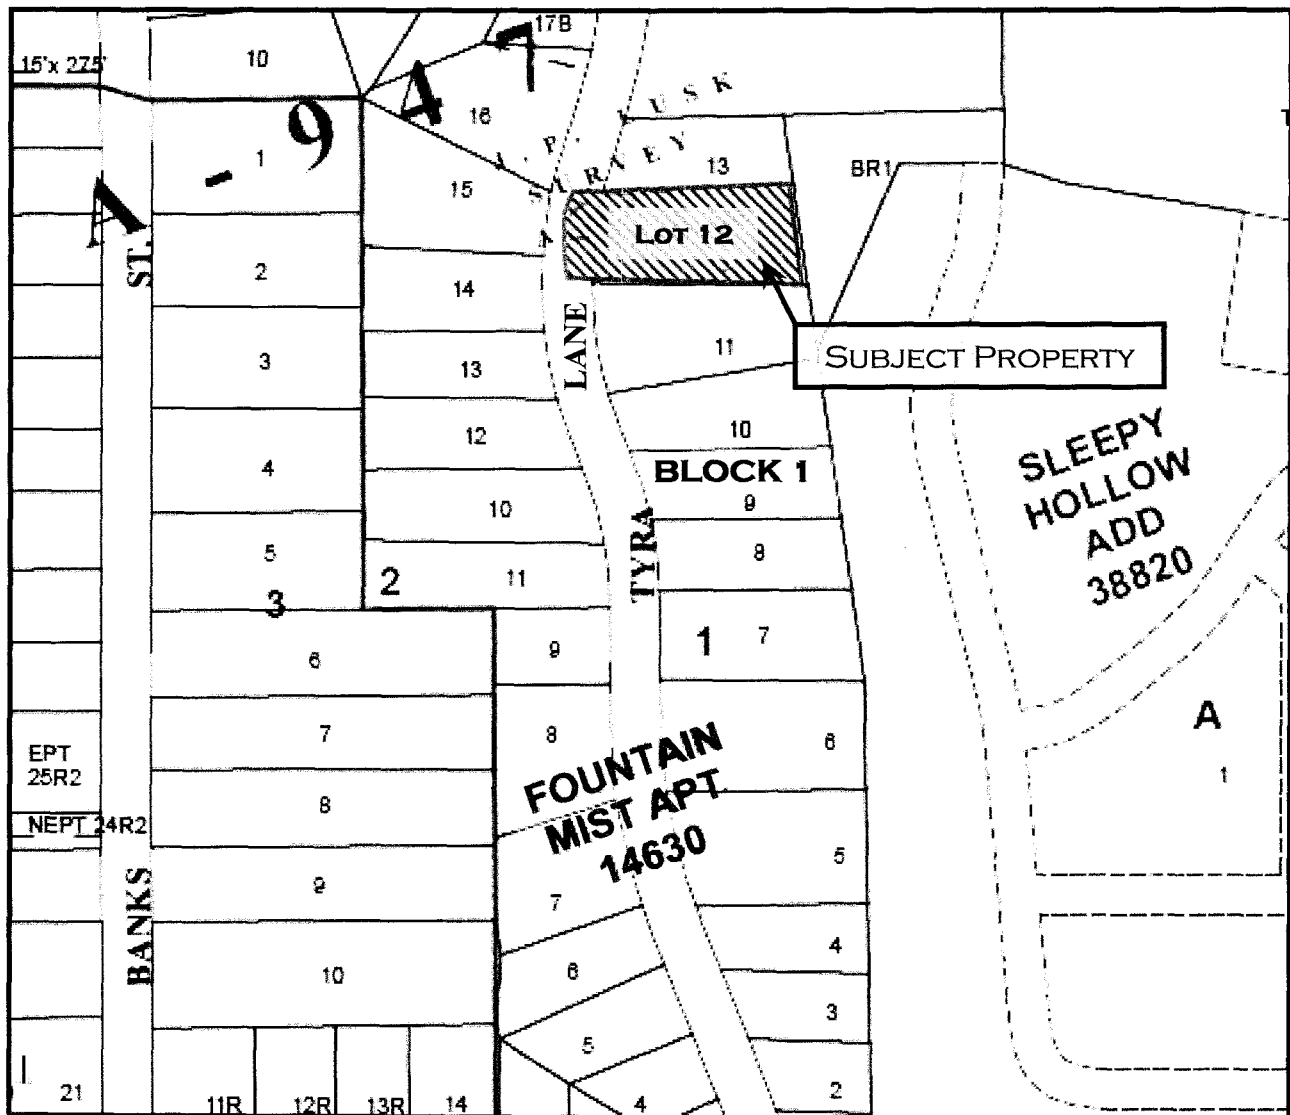 17B
15'x 275'
10
A - 9 4 7
16
J. P. LUSK
SURVEY
1
13
BR1
15
LOT 12
ST.
2
14
LANE
11
SUBJECT PROPERTY
3
13
12
10
SLEEPY
HOLLOW
ADD
38820
4
BLOCK 1
10
9
TYRA
5
8
11
2
3
9
1
7
6
A
7
8
FOUNTAIN
MIST APT
14630
6
EPT
25R2
1
8
NEPT 24R2
5
9
BANKS
7
4
10
6
3
5
21
11R
12R
13R
14
4
2